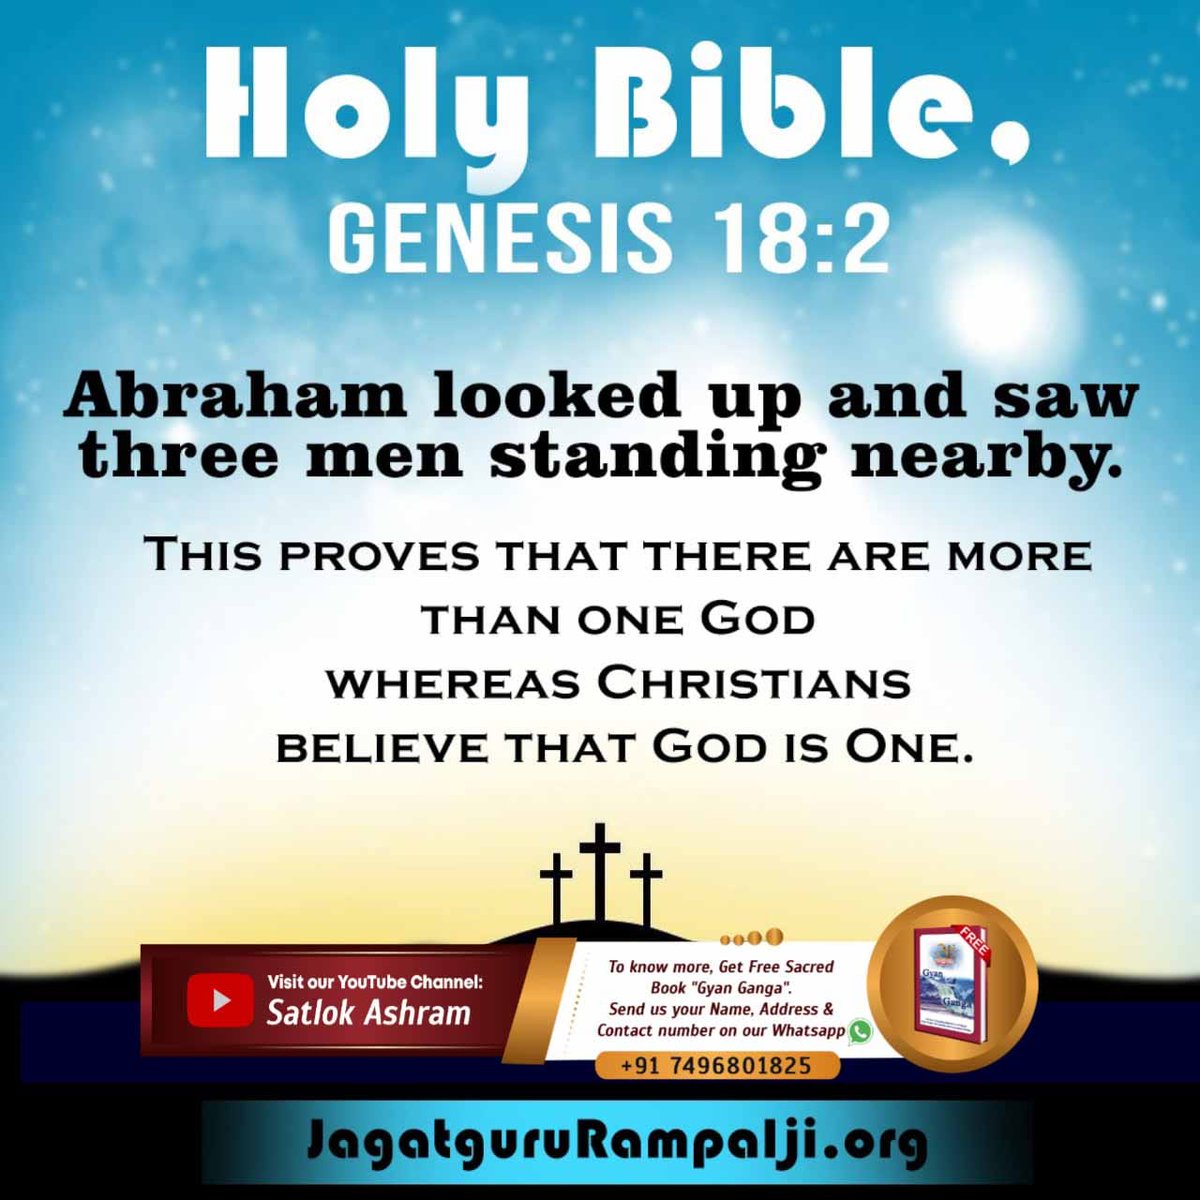 Holy Bible,
GENESIS 18:2
Abraham looked up and saw
three men standing nearby.
THIS PROVES THAT THERE ARE MORE
THAN ONE GOD
WHEREAS CHRISTIANS
BELIEVE THAT GOD IS ONE.
Visit our YouTube Channel:
Satlok Ashram
To know more, Get Free Sacred
Book "Gyan Ganga".
Send us your Name, Address &
Contact number on our Whatsapp
+91 7496801825
FREE
Gyan
Ganga
JagatguruRampalji.org